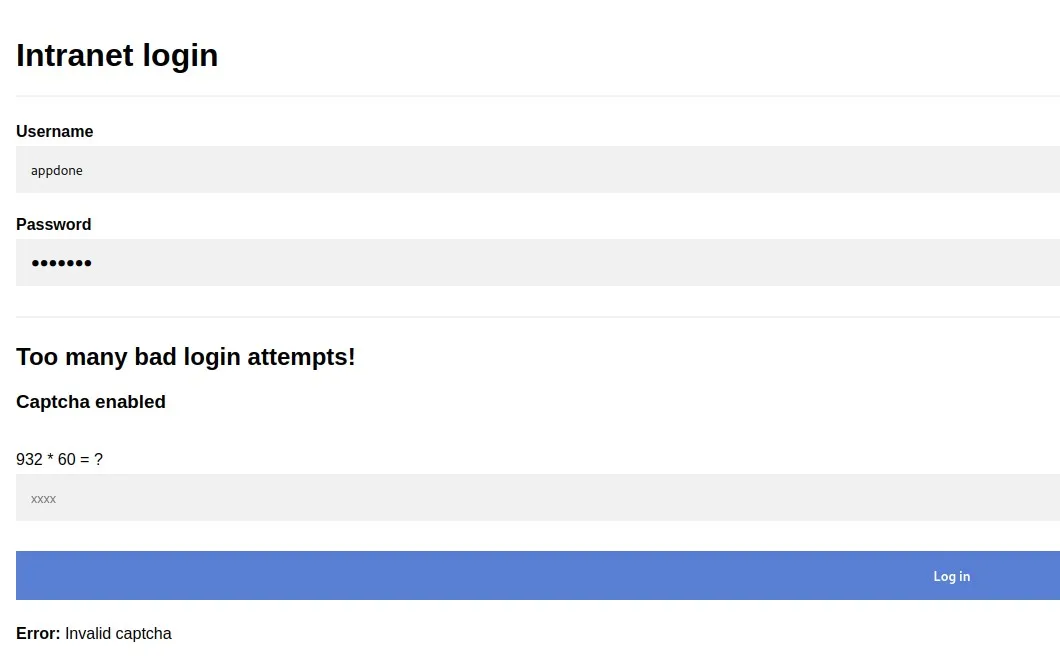 Intranet login
Username
appdone
Password
•••••••
Too many bad login attempts!
Captcha enabled
932 * 60 = ?
xxxx
Log in
Error: Invalid captcha